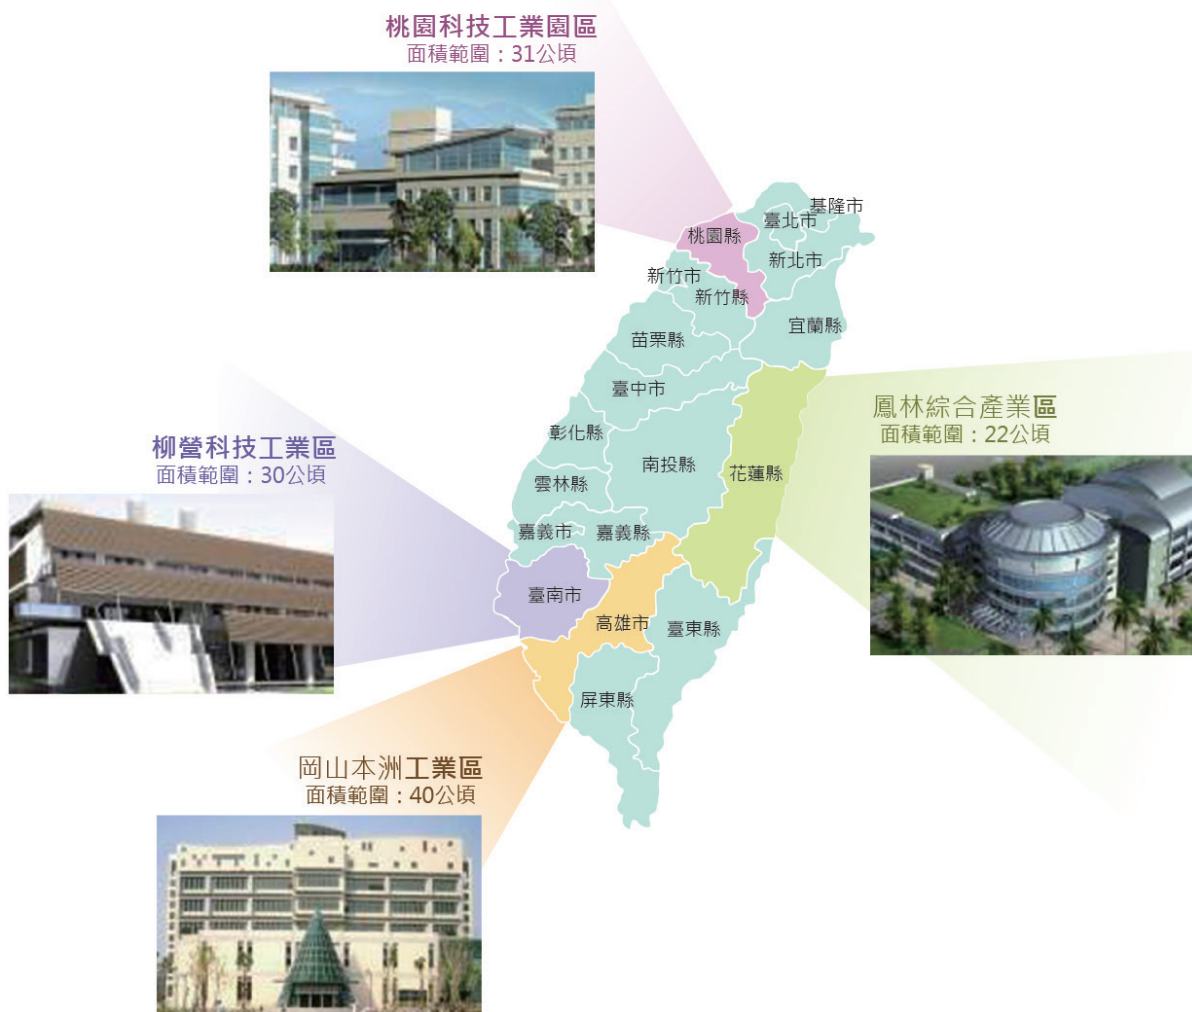 桃園科技工業園區
面積範圍：31公頃
基隆市
臺北市
桃園縣
新北市
新竹市
新竹縣
宜蘭縣
苗栗縣
臺中市
鳳林綜合產業區
面積範圍：22公頃
彰化縣
柳營科技工業區
面積範圍：30公頃
南投縣
花蓮縣
雲林縣
嘉義市
嘉義縣
臺南市
高雄市
臺東縣
屏東縣
岡山本洲工業區
面積範圍：40公頃